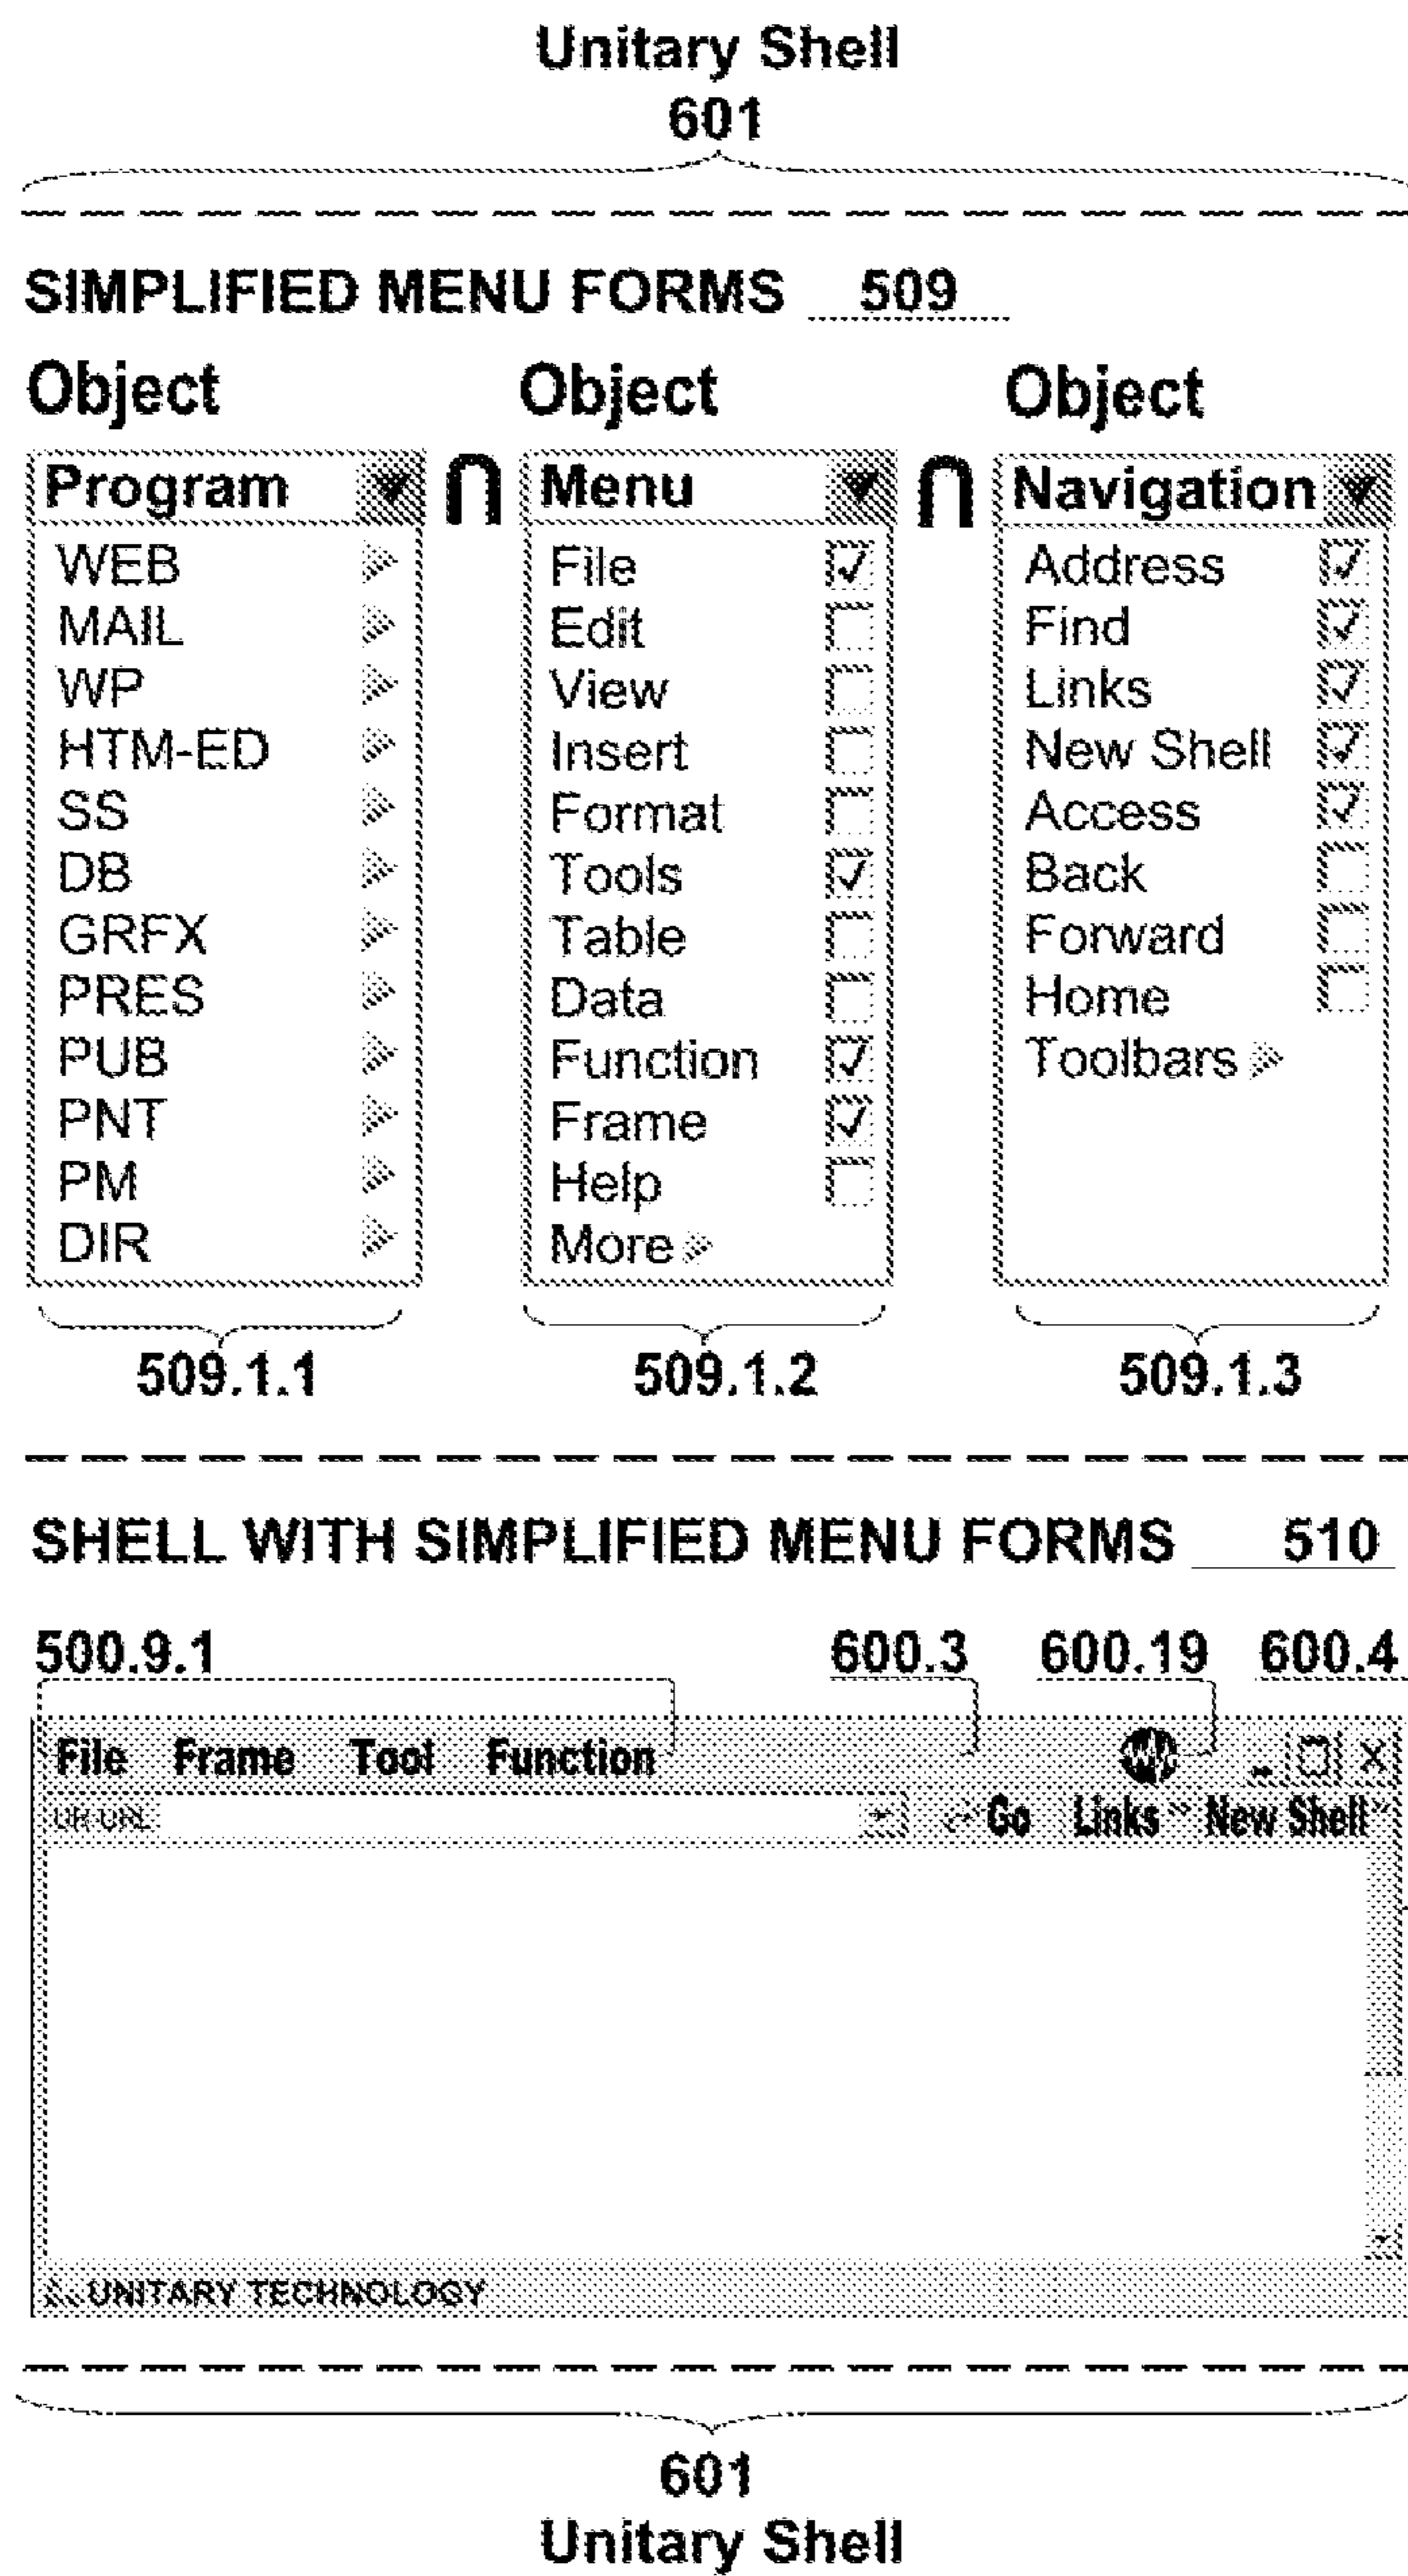 Unitary Shell
601
SIMPLIFIED MENU FORMS 509
Object Object Object
Program ∩ Menu ∩ Navigation
WEB File Address
MAIL Edit Find
WP View Links
HTM-ED Insert New Shell
SS Format Access
DB Tools Back
GRFX Table Forward
PRES Data Home
PUB Function Toolbars
PNT Frame
PM Help
DIR More
509.1.1 509.1.2 509.1.3
SHELL WITH SIMPLIFIED MENU FORMS 510
500.9.1 600.3 600.19 600.4
File Frame Tool Function
URL Go Links New Shell
UNITARY TECHNOLOGY
601
Unitary Shell